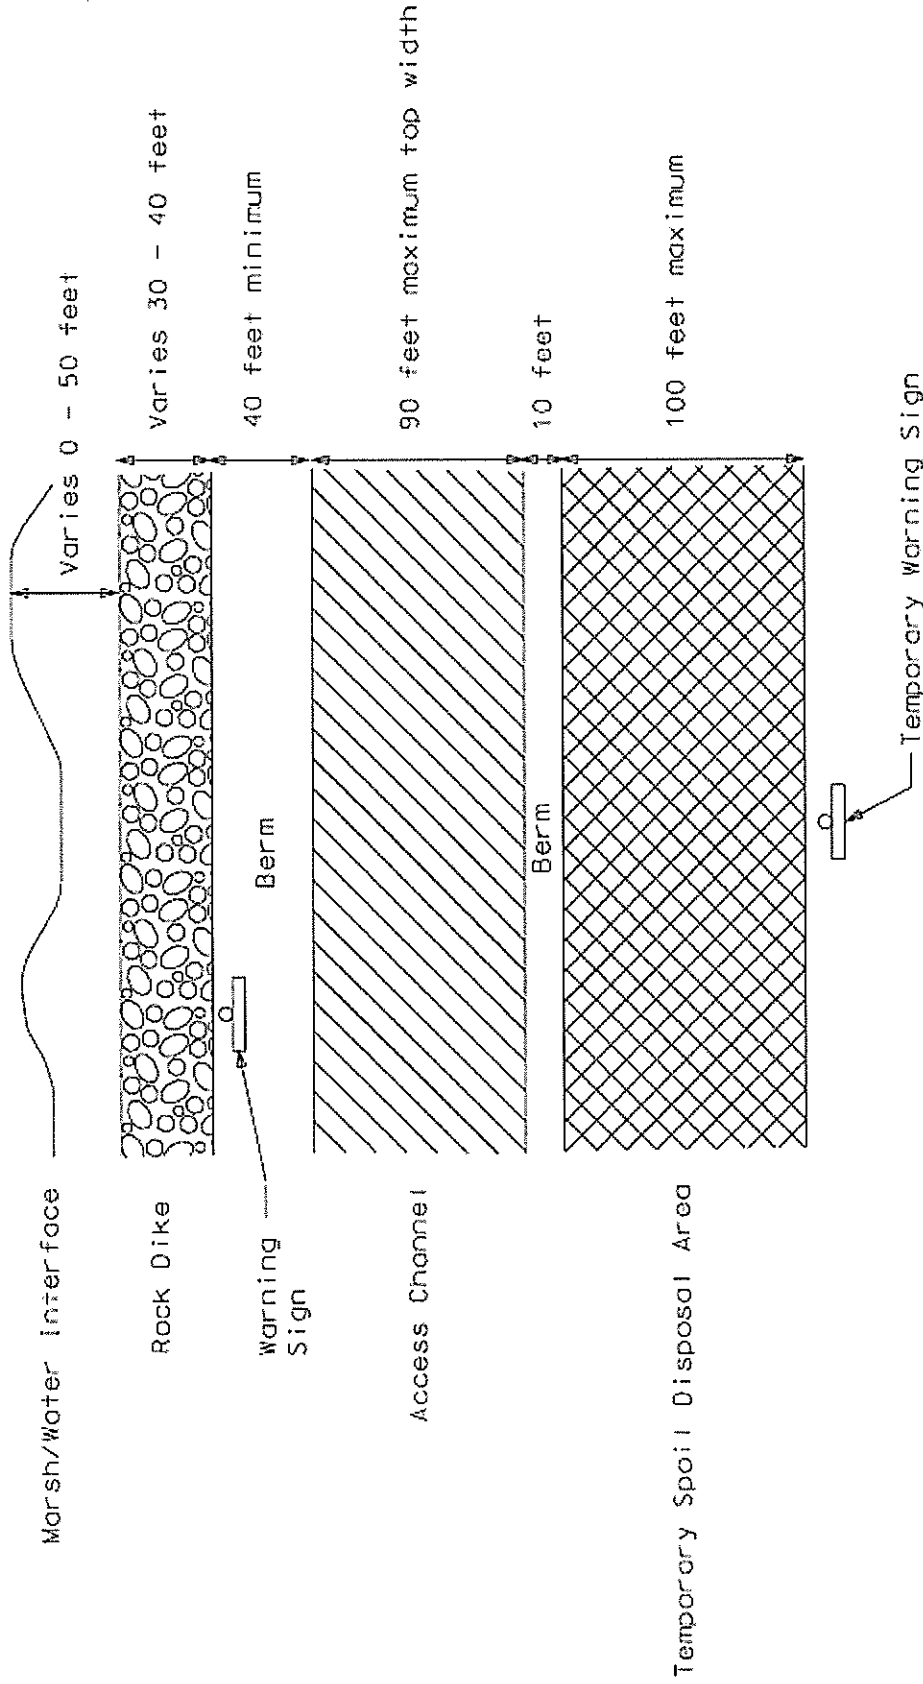 Marsh/Water Interface
Varies 0 - 50 feet
Rock Dike
Varies 30 - 40 feet
Warning
Sign
Berm
40 feet minimum
Access Channel
90 feet maximum top width
Berm
10 feet
Temporary Spoil Disposal Area
100 feet maximum
Temporary Warning Sign